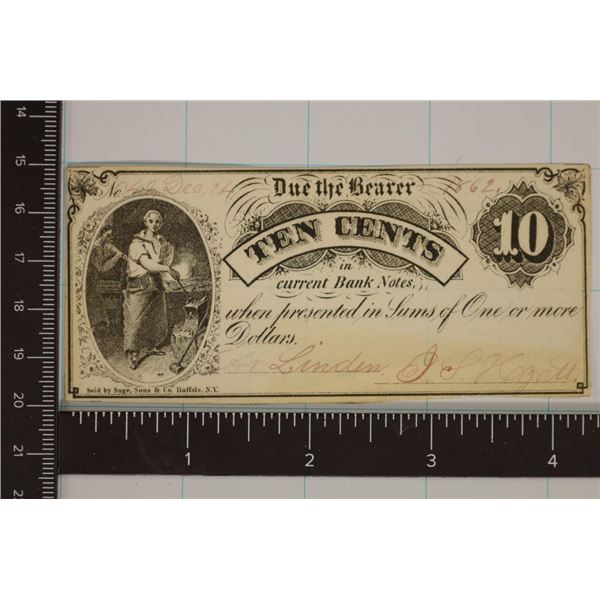 No 49 Dec, 24 Due the Bearer 1862.
TEN CENTS
10
in
current Bank Notes,
when presented in Sums of One or more
Dollars.
Linden
Sold by Sage, Sons & Co. Buffalo, N.Y.
14
15
16
17
18
19
20
21
1 2 3 4